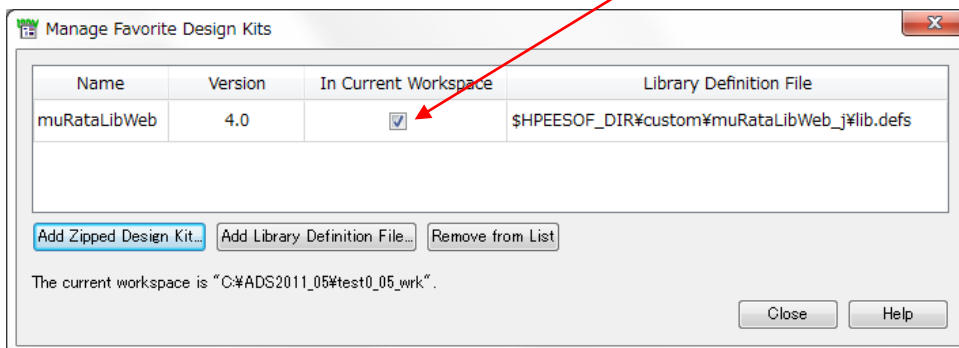 Manage Favorite Design Kits
Name Version In Current Workspace Library Definition File
muRataLibWeb 4.0 $HPEESOF_DIR¥custom¥muRataLibWeb_j¥lib.defs
Add Zipped Design Kit... Add Library Definition File... Remove from List
The current workspace is "C:¥ADS2011_05¥test0_05_wrk".
Close Help